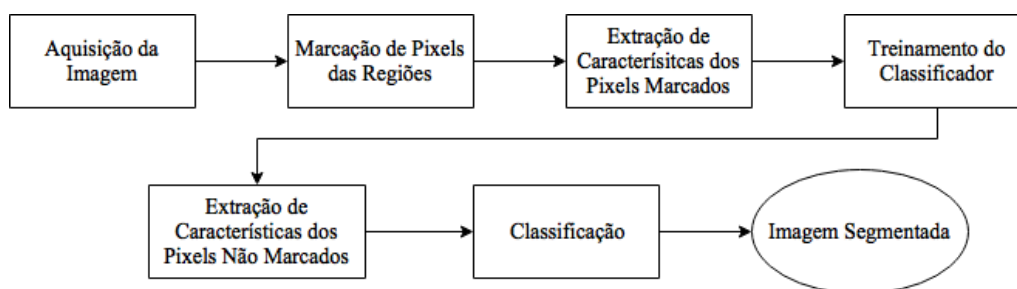 Aquisição da
Imagem
Marcação de Pixels
das Regiões
Extração de
Caracterísitcas dos
Pixels Marcados
Treinamento do
Classificador
Extração de
Características dos
Pixels Não Marcados
Classificação
Imagem Segmentada